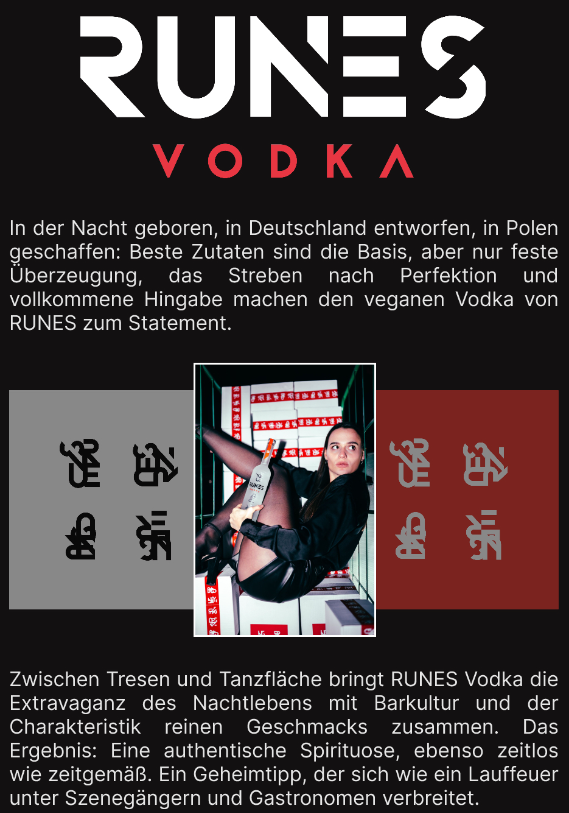 RUNES
VODKA
In der Nacht geboren, in Deutschland entworfen, in Polen
geschaffen: Beste Zutaten sind die Basis, aber nur feste
Überzeugung, das Streben nach Perfektion und
vollkommene Hingabe machen den veganen Vodka von
RUNES zum Statement.
RUNES
Zwischen Tresen und Tanzfläche bringt RUNES Vodka die
Extravaganz des Nachtlebens mit Barkultur und der
Charakteristik reinen Geschmacks zusammen. Das
Ergebnis: Eine authentische Spirituose, ebenso zeitlos
wie zeitgemäß. Ein Geheimtipp, der sich wie ein Lauffeuer
unter Szenegängern und Gastronomen verbreitet.